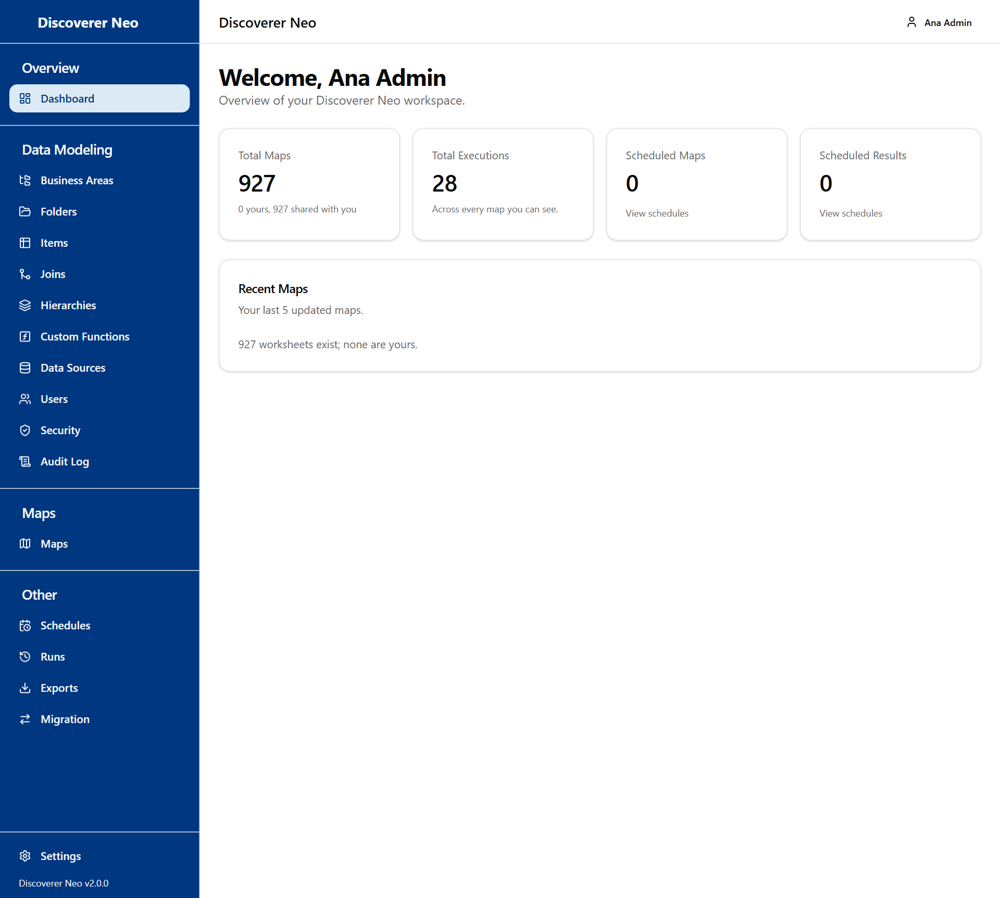 Discoverer Neo
Overview
Dashboard
Data Modeling
Business Areas
Folders
Items
Joins
Hierarchies
Custom Functions
Data Sources
Users
Security
Audit Log
Maps
Maps
Other
Schedules
Runs
Exports
Migration
Settings
Discoverer Neo v2.0.0
Discoverer Neo
Ana Admin
Welcome, Ana Admin
Overview of your Discoverer Neo workspace.
Total Maps
927
0 yours, 927 shared with you
Total Executions
28
Across every map you can see.
Scheduled Maps
0
View schedules
Scheduled Results
0
View schedules
Recent Maps
Your last 5 updated maps.
927 worksheets exist; none are yours.